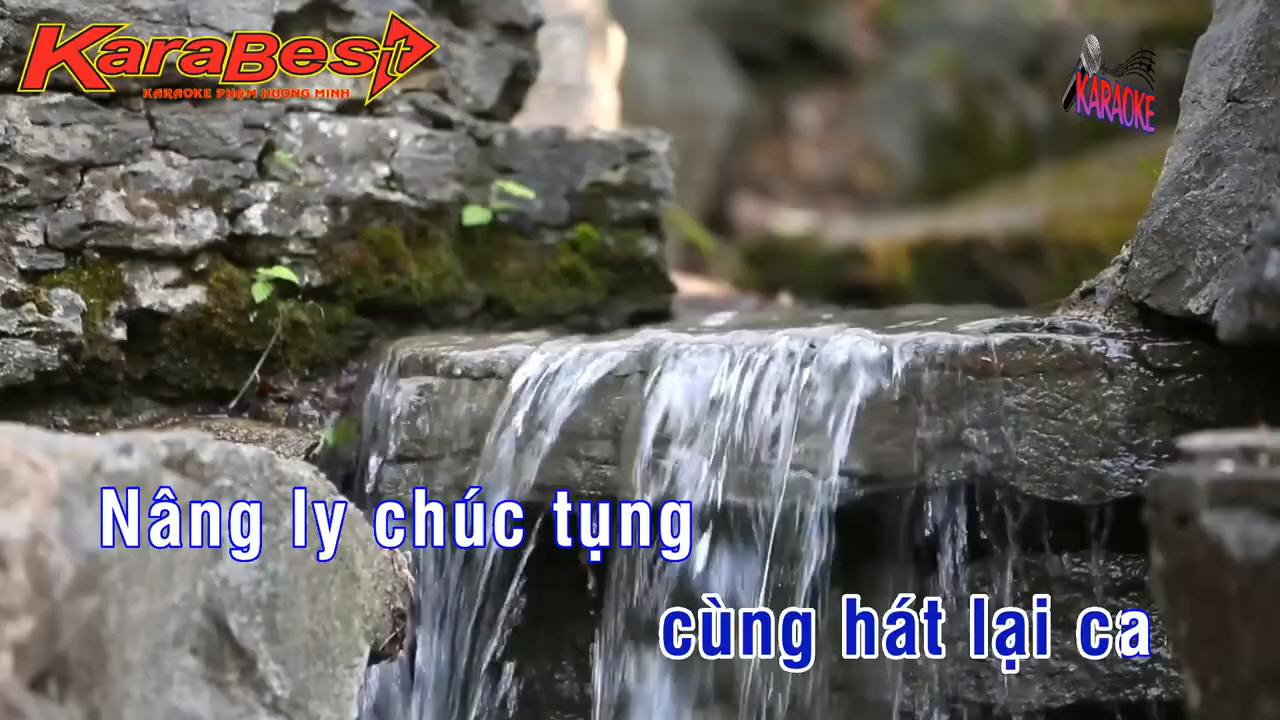 KaraBest
KARAOKE PHẠM HƯƠNG MINH
KARAOKE
Nâng ly chúc tụng
cùng hát lại ca